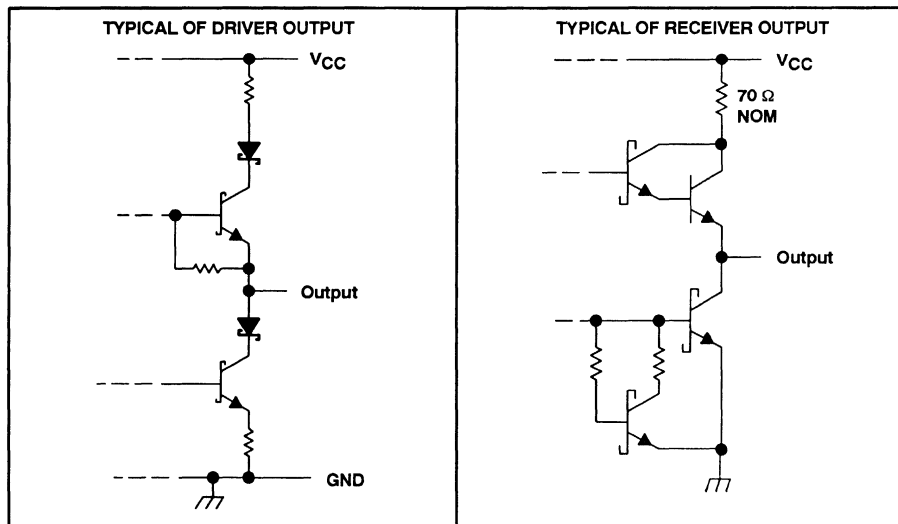 TYPICAL OF DRIVER OUTPUT
VCC
Output
GND
TYPICAL OF RECEIVER OUTPUT
VCC
70 Ω
NOM
Output